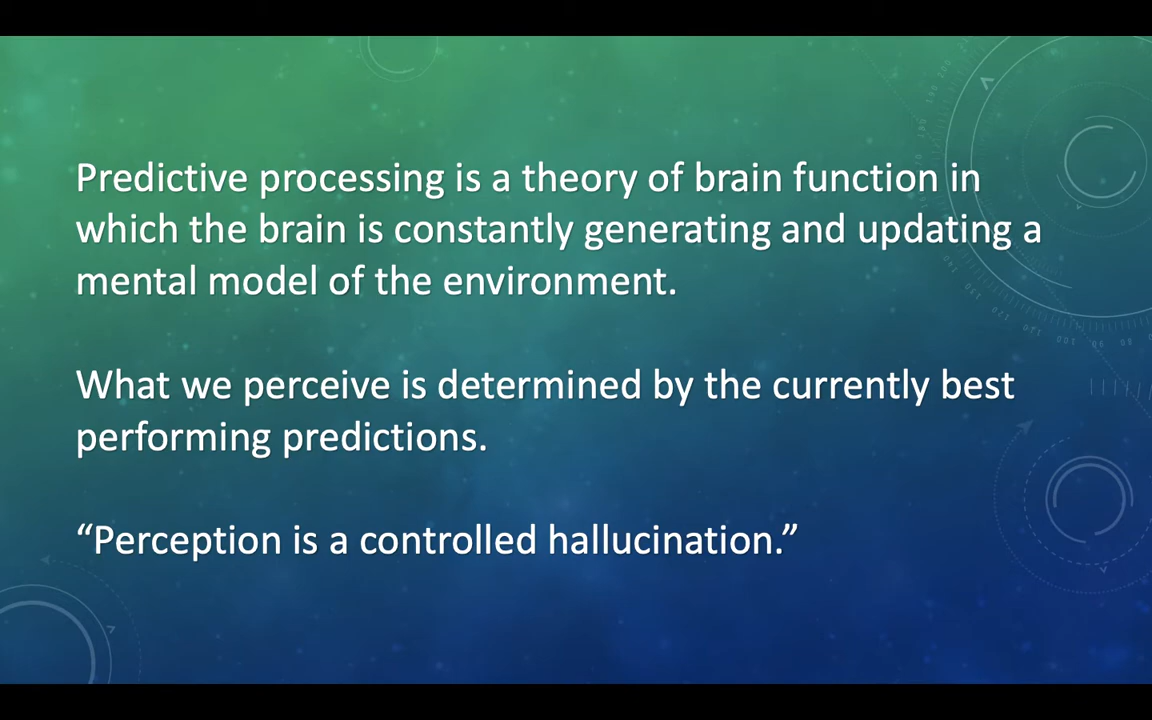 Predictive processing is a theory of brain function in
which the brain is constantly generating and updating a
mental model of the environment.
What we perceive is determined by the currently best
performing predictions.
“Perception is a controlled hallucination.”